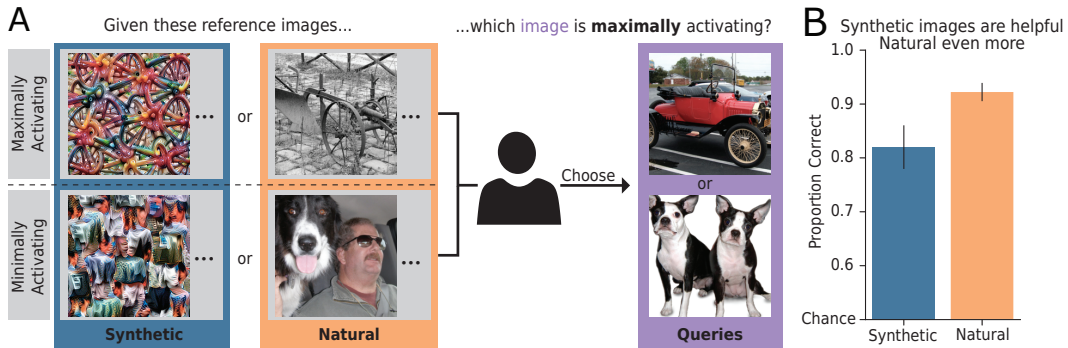 A
Given these reference images...
...which image is maximally activating?
Maximally
Activating
...
or
...
Minimally
Activating
...
or
...
Choose
or
Synthetic
Natural
Queries
B
Synthetic images are helpful
Natural even more
Proportion Correct
1.0
0.9
0.8
0.7
0.6
Chance
Synthetic
Natural